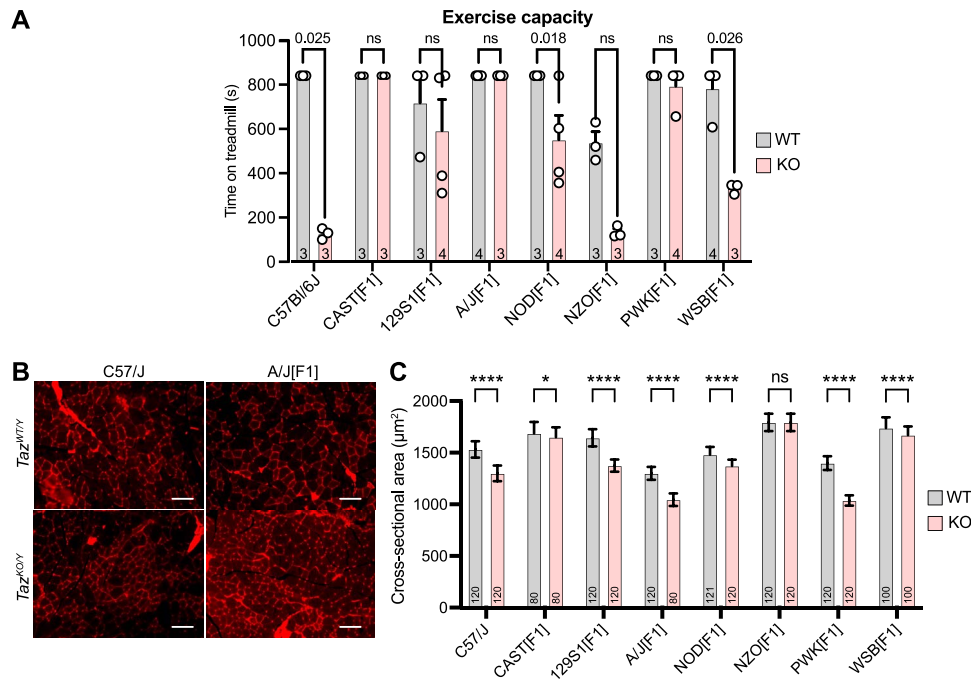 A
Exercise capacity
0.025 ns ns ns 0.018 ns ns 0.026
Time on treadmill (s)
1000
800
600
400
200
0
3 3 3 3 3 4 4 3 3 4 3 3 3 4 4 3
WT
KO
C57Bl/6J
CAST[F1]
129S1[F1]
A/J[F1]
NOD[F1]
NZO[F1]
PWK[F1]
WSB[F1]
B
C57/J A/J[F1]
Taz^WT/Y
Taz^KO/Y
C
**** * **** **** **** ns **** ****
Cross-sectional area (µm²)
2000
1500
1000
500
0
120 120 80 80 120 120 120 80 121 120 120 120 120 120 100 100
WT
KO
C57/J
CAST[F1]
129S1[F1]
A/J[F1]
NOD[F1]
NZO[F1]
PWK[F1]
WSB[F1]